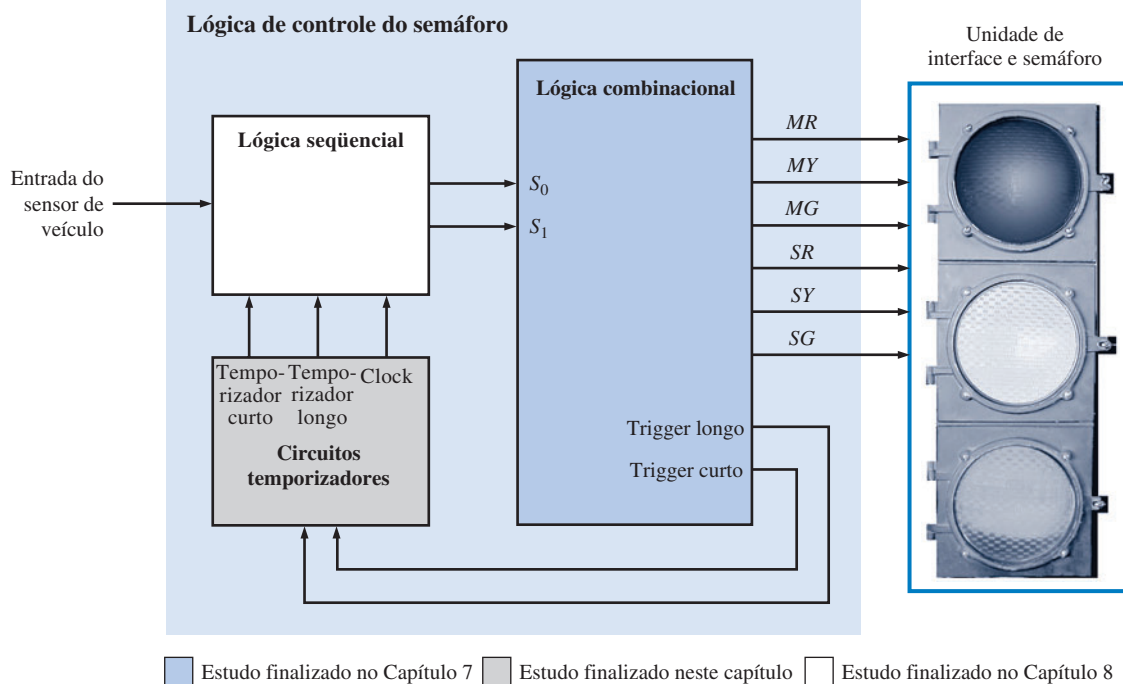 Lógica de controle do semáforo
Unidade de
interface e semáforo
Lógica combinacional
Lógica seqüencial
Entrada do
sensor de
veículo
S0
S1
MR
MY
MG
SR
SY
SG
Tempo-
rizador
curto
Tempo-
rizador
longo
Clock
Circuitos
temporizadores
Trigger longo
Trigger curto
Estudo finalizado no Capítulo 7
Estudo finalizado neste capítulo
Estudo finalizado no Capítulo 8